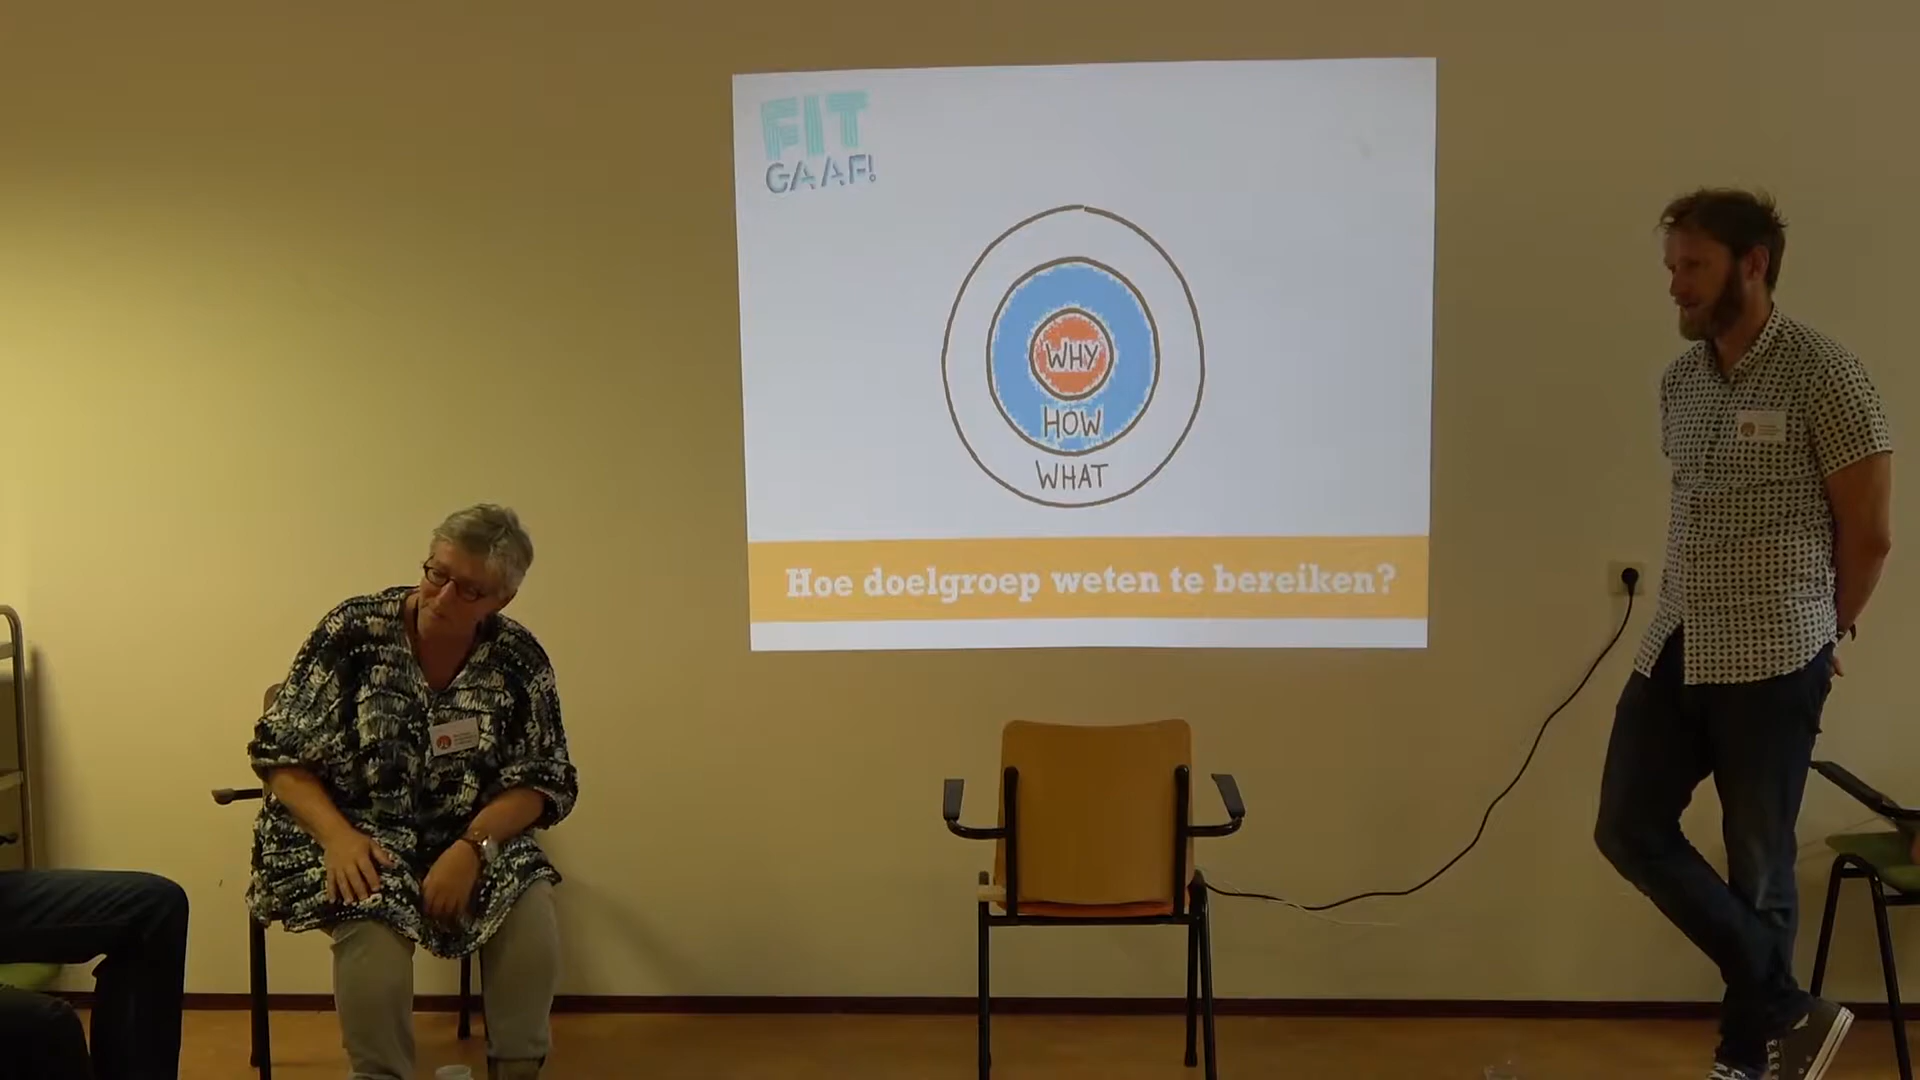 FIT
GAAF!
WHY
HOW
WHAT
Hoe doelgroep weten te bereiken?